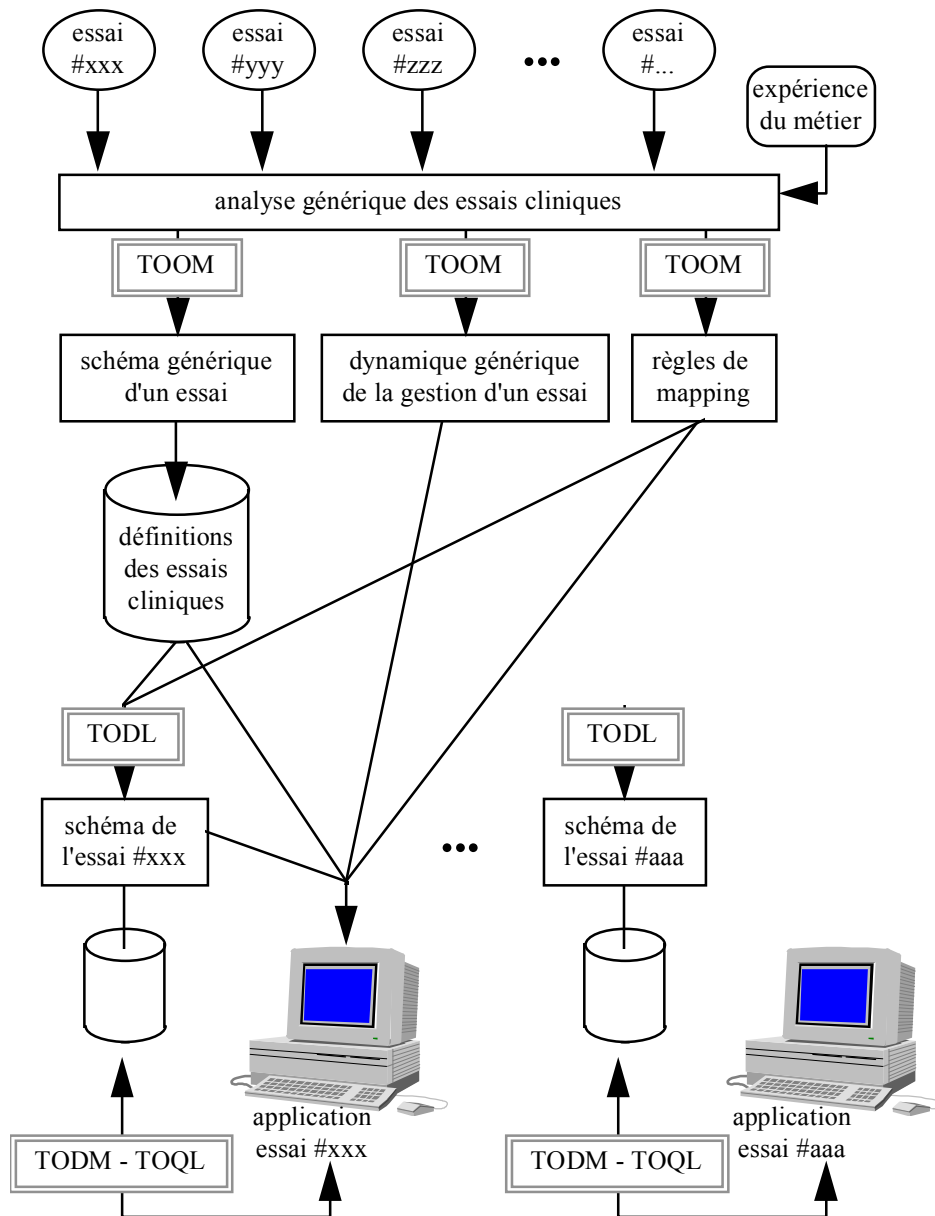 essai
#xxx
essai
#yyy
essai
#zzz
•••
essai
#...
expérience
du métier
analyse générique des essais cliniques
TOOM
TOOM
TOOM
schéma générique
d'un essai
dynamique générique
de la gestion d'un essai
règles de
mapping
définitions
des essais
cliniques
TODL
TODL
schéma de
l'essai #xxx
•••
schéma de
l'essai #aaa
application
essai #xxx
application
essai #aaa
TODM - TOQL
TODM - TOQL